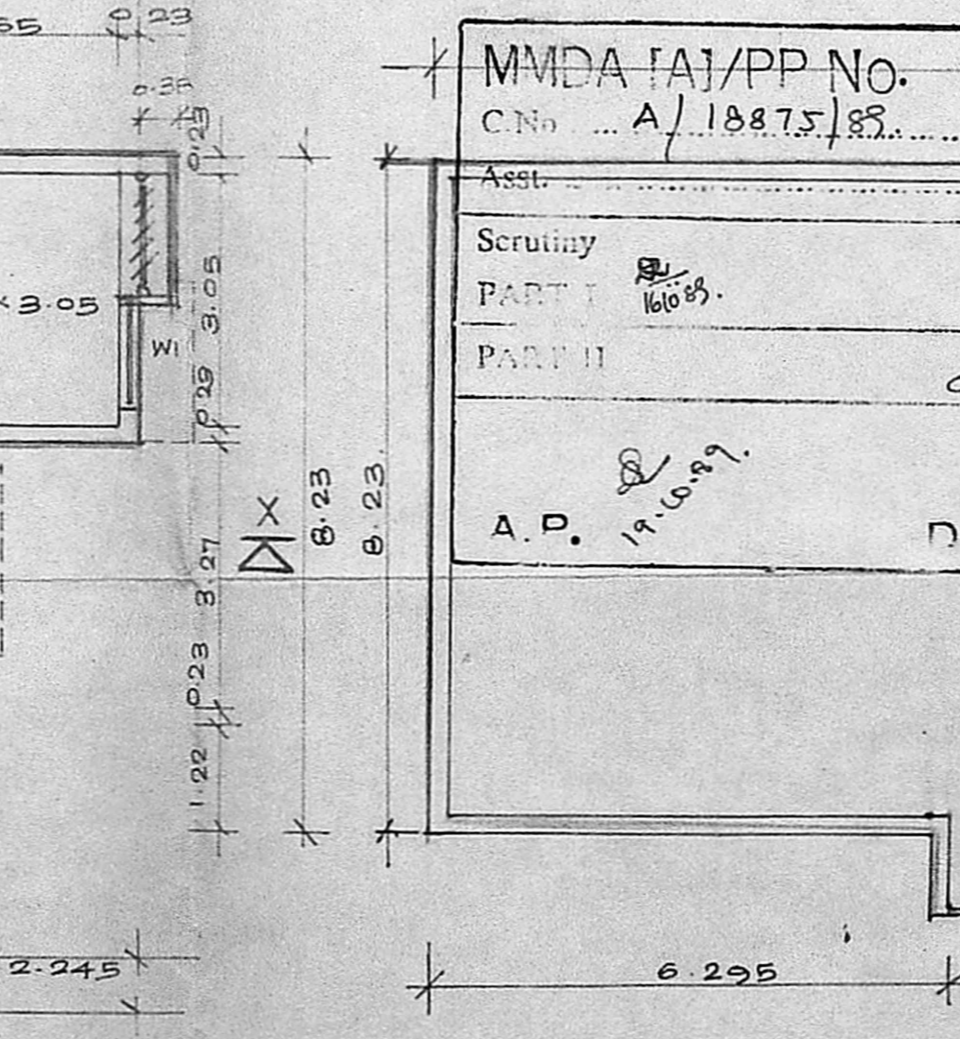 0.23
0.38
0.23
×3.05
3.05
W1
0.23
X
8.23
8.23
3.27
0.23
1.22
2.245
6.295
MMDA [A]/PP No.
C.No ... A/18875/89
Asst.
Scrutiny
PART I
16.10.89.
PART II
19.10.89.
A.P.
D